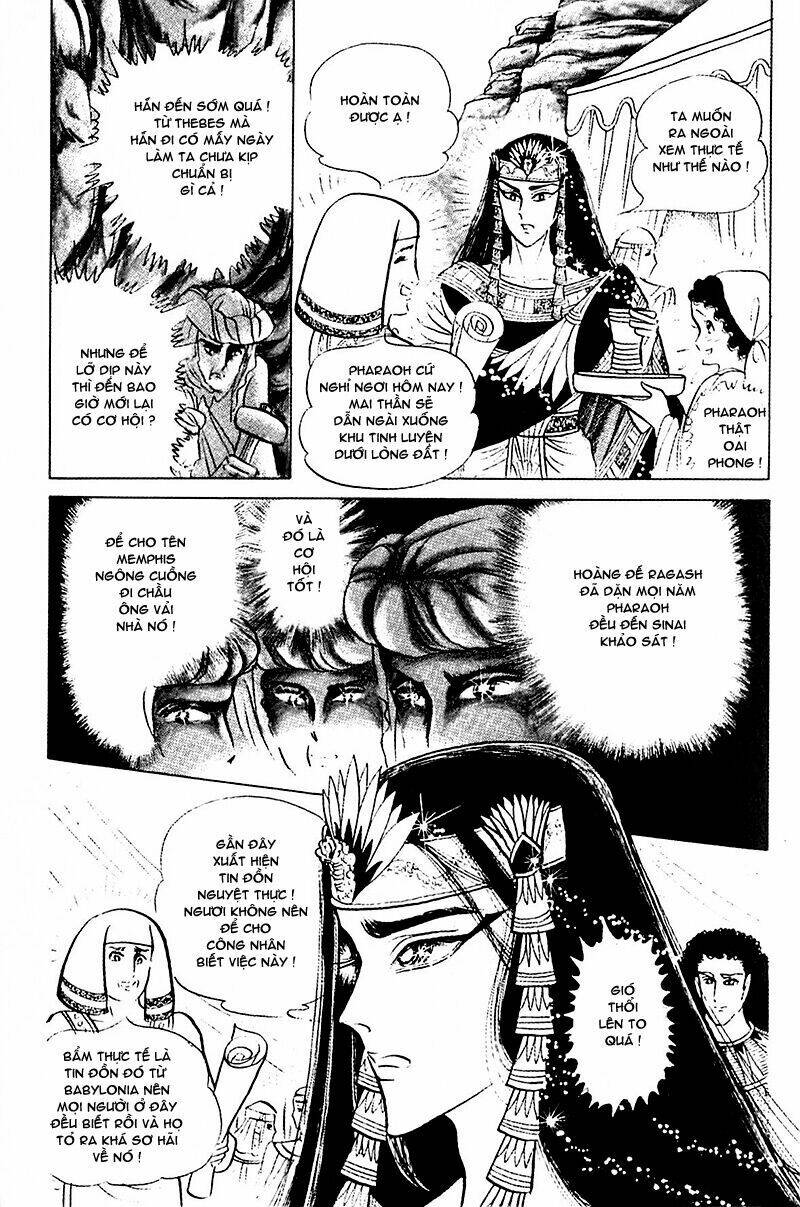 TA MUỐN
RA NGOÀI
XEM THỰC TẾ
NHƯ THẾ NÀO !
HOÀN TOÀN
ĐƯỢC Ạ !
PHARAOH CỨ
NGHỈ NGƠI HÔM NAY !
MAI THẦN SẼ
DẪN NGÀI XUỐNG
KHU TINH LUYỆN
DƯỚI LÒNG ĐẤT !
PHARAOH
THẬT
OAI
PHONG !
HẮN ĐẾN SỚM QUÁ !
TỪ THEBES MÀ
HẮN ĐI CÓ MẤY NGÀY
LÀM TA CHƯA KỊP
CHUẨN BỊ
GÌ CẢ !
NHƯNG ĐỂ
LỠ DỊP NÀY
THÌ ĐẾN BAO
GIỜ MỚI LẠI
CÓ CƠ HỘI ?
HOÀNG ĐẾ RAGASH
ĐÃ DẶN MỌI NĂM
PHARAOH
ĐỀU ĐẾN SINAI
KHẢO SÁT !
VÀ
ĐÓ LÀ
CƠ
HỘI
TỐT !
ĐỂ CHO TÊN
MEMPHIS
NGÔNG CUỒNG
ĐI CHẦU
ÔNG VẢI
NHÀ NÓ !
GẦN ĐÂY
XUẤT HIỆN
TIN ĐỒN
NGUYỆT THỰC !
NGƯƠI KHÔNG NÊN
ĐỂ CHO
CÔNG NHÂN
BIẾT VIỆC NÀY !
GIÓ
THỔI
LÊN TO
QUÁ !
BẨM THỰC TẾ LÀ
TIN ĐỒN ĐÓ TỪ
BABYLONIA NÊN
MỌI NGƯỜI Ở ĐÂY
ĐỀU BIẾT RỒI VÀ HỌ
TỎ RA KHÁ SỢ HÃI
VỀ NÓ !